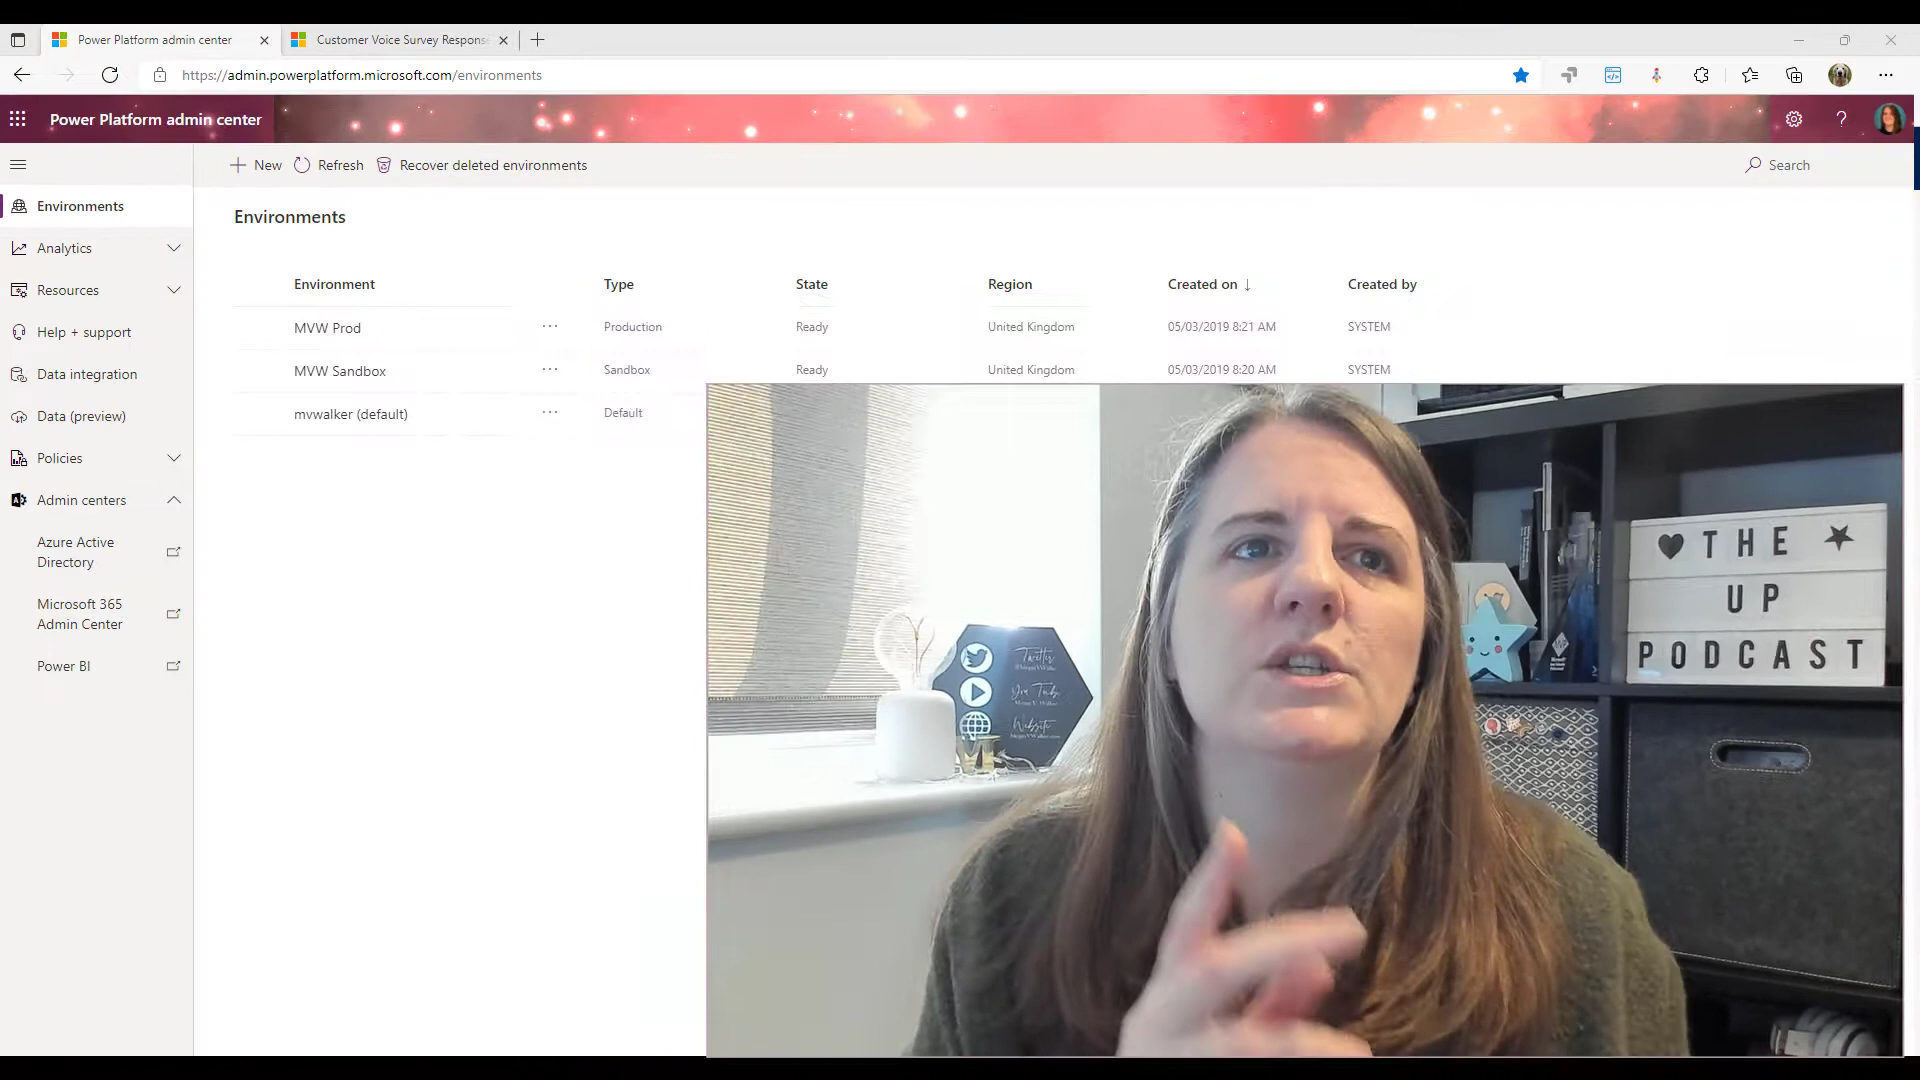 Power Platform admin center
Customer Voice Survey Respons
https://admin.powerplatform.microsoft.com/environments
Power Platform admin center
New
Refresh
Recover deleted environments
Search
Environments
Analytics
Resources
Help + support
Data integration
Data (preview)
Policies
Admin centers
Azure Active
Directory
Microsoft 365
Admin Center
Power BI
Environments
Environment Type State Region Created on ↓ Created by
MVW Prod ... Production Ready United Kingdom 05/03/2019 8:21 AM SYSTEM
MVW Sandbox ... Sandbox Ready United Kingdom 05/03/2019 8:20 AM SYSTEM
mvwalker (default) ... Default
Twitter
You Tube
Website
THE
UP
PODCAST